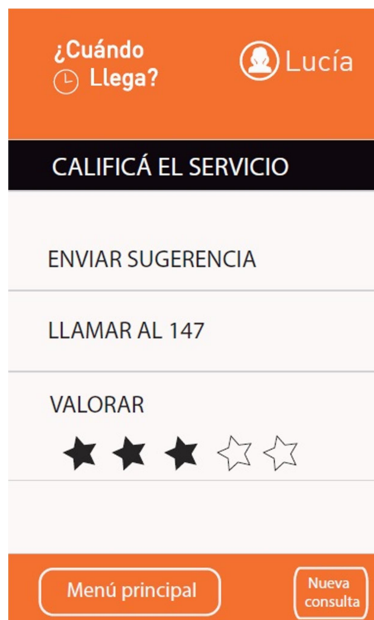 ¿Cuándo
Llega?
Lucía
CALIFICÁ EL SERVICIO
ENVIAR SUGERENCIA
LLAMAR AL 147
VALORAR
Menú principal
Nueva
consulta